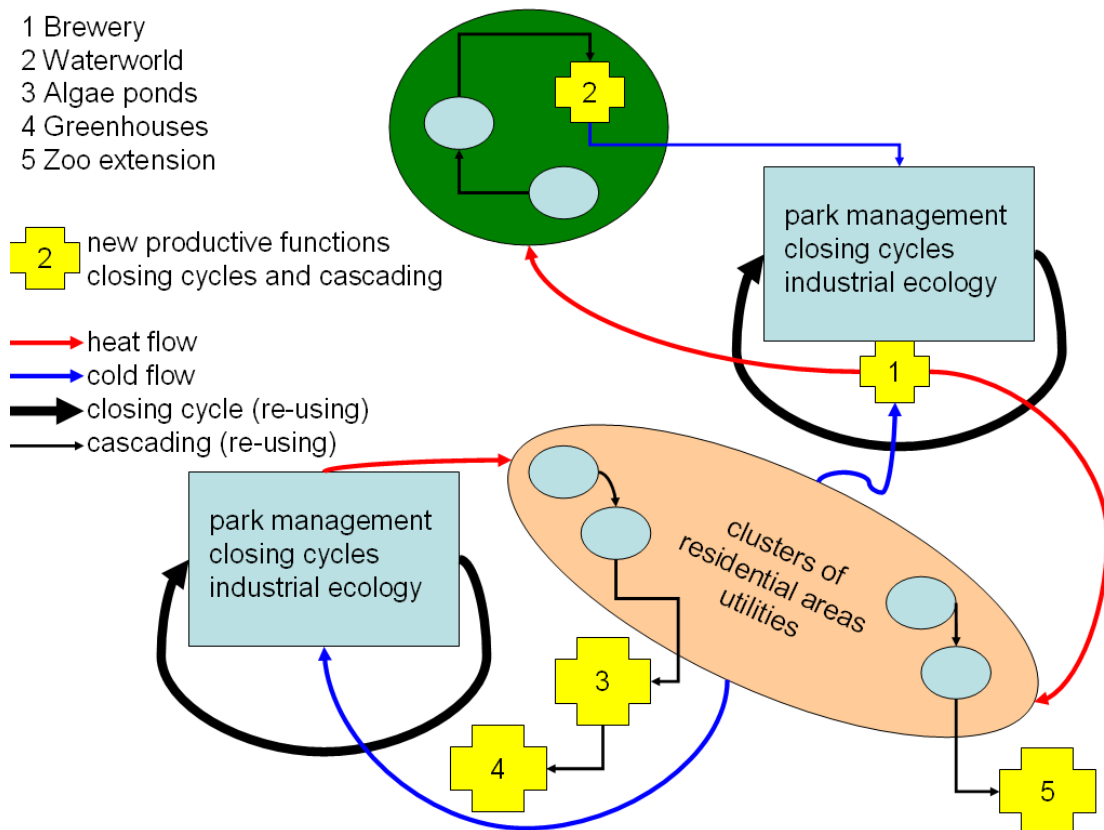 1 Brewery
2 Waterworld
3 Algae ponds
4 Greenhouses
5 Zoo extension
2
new productive functions
closing cycles and cascading
heat flow
cold flow
closing cycle (re-using)
cascading (re-using)
2
park management
closing cycles
industrial ecology
1
park management
closing cycles
industrial ecology
clusters of
residential areas
utilities
3
4
5